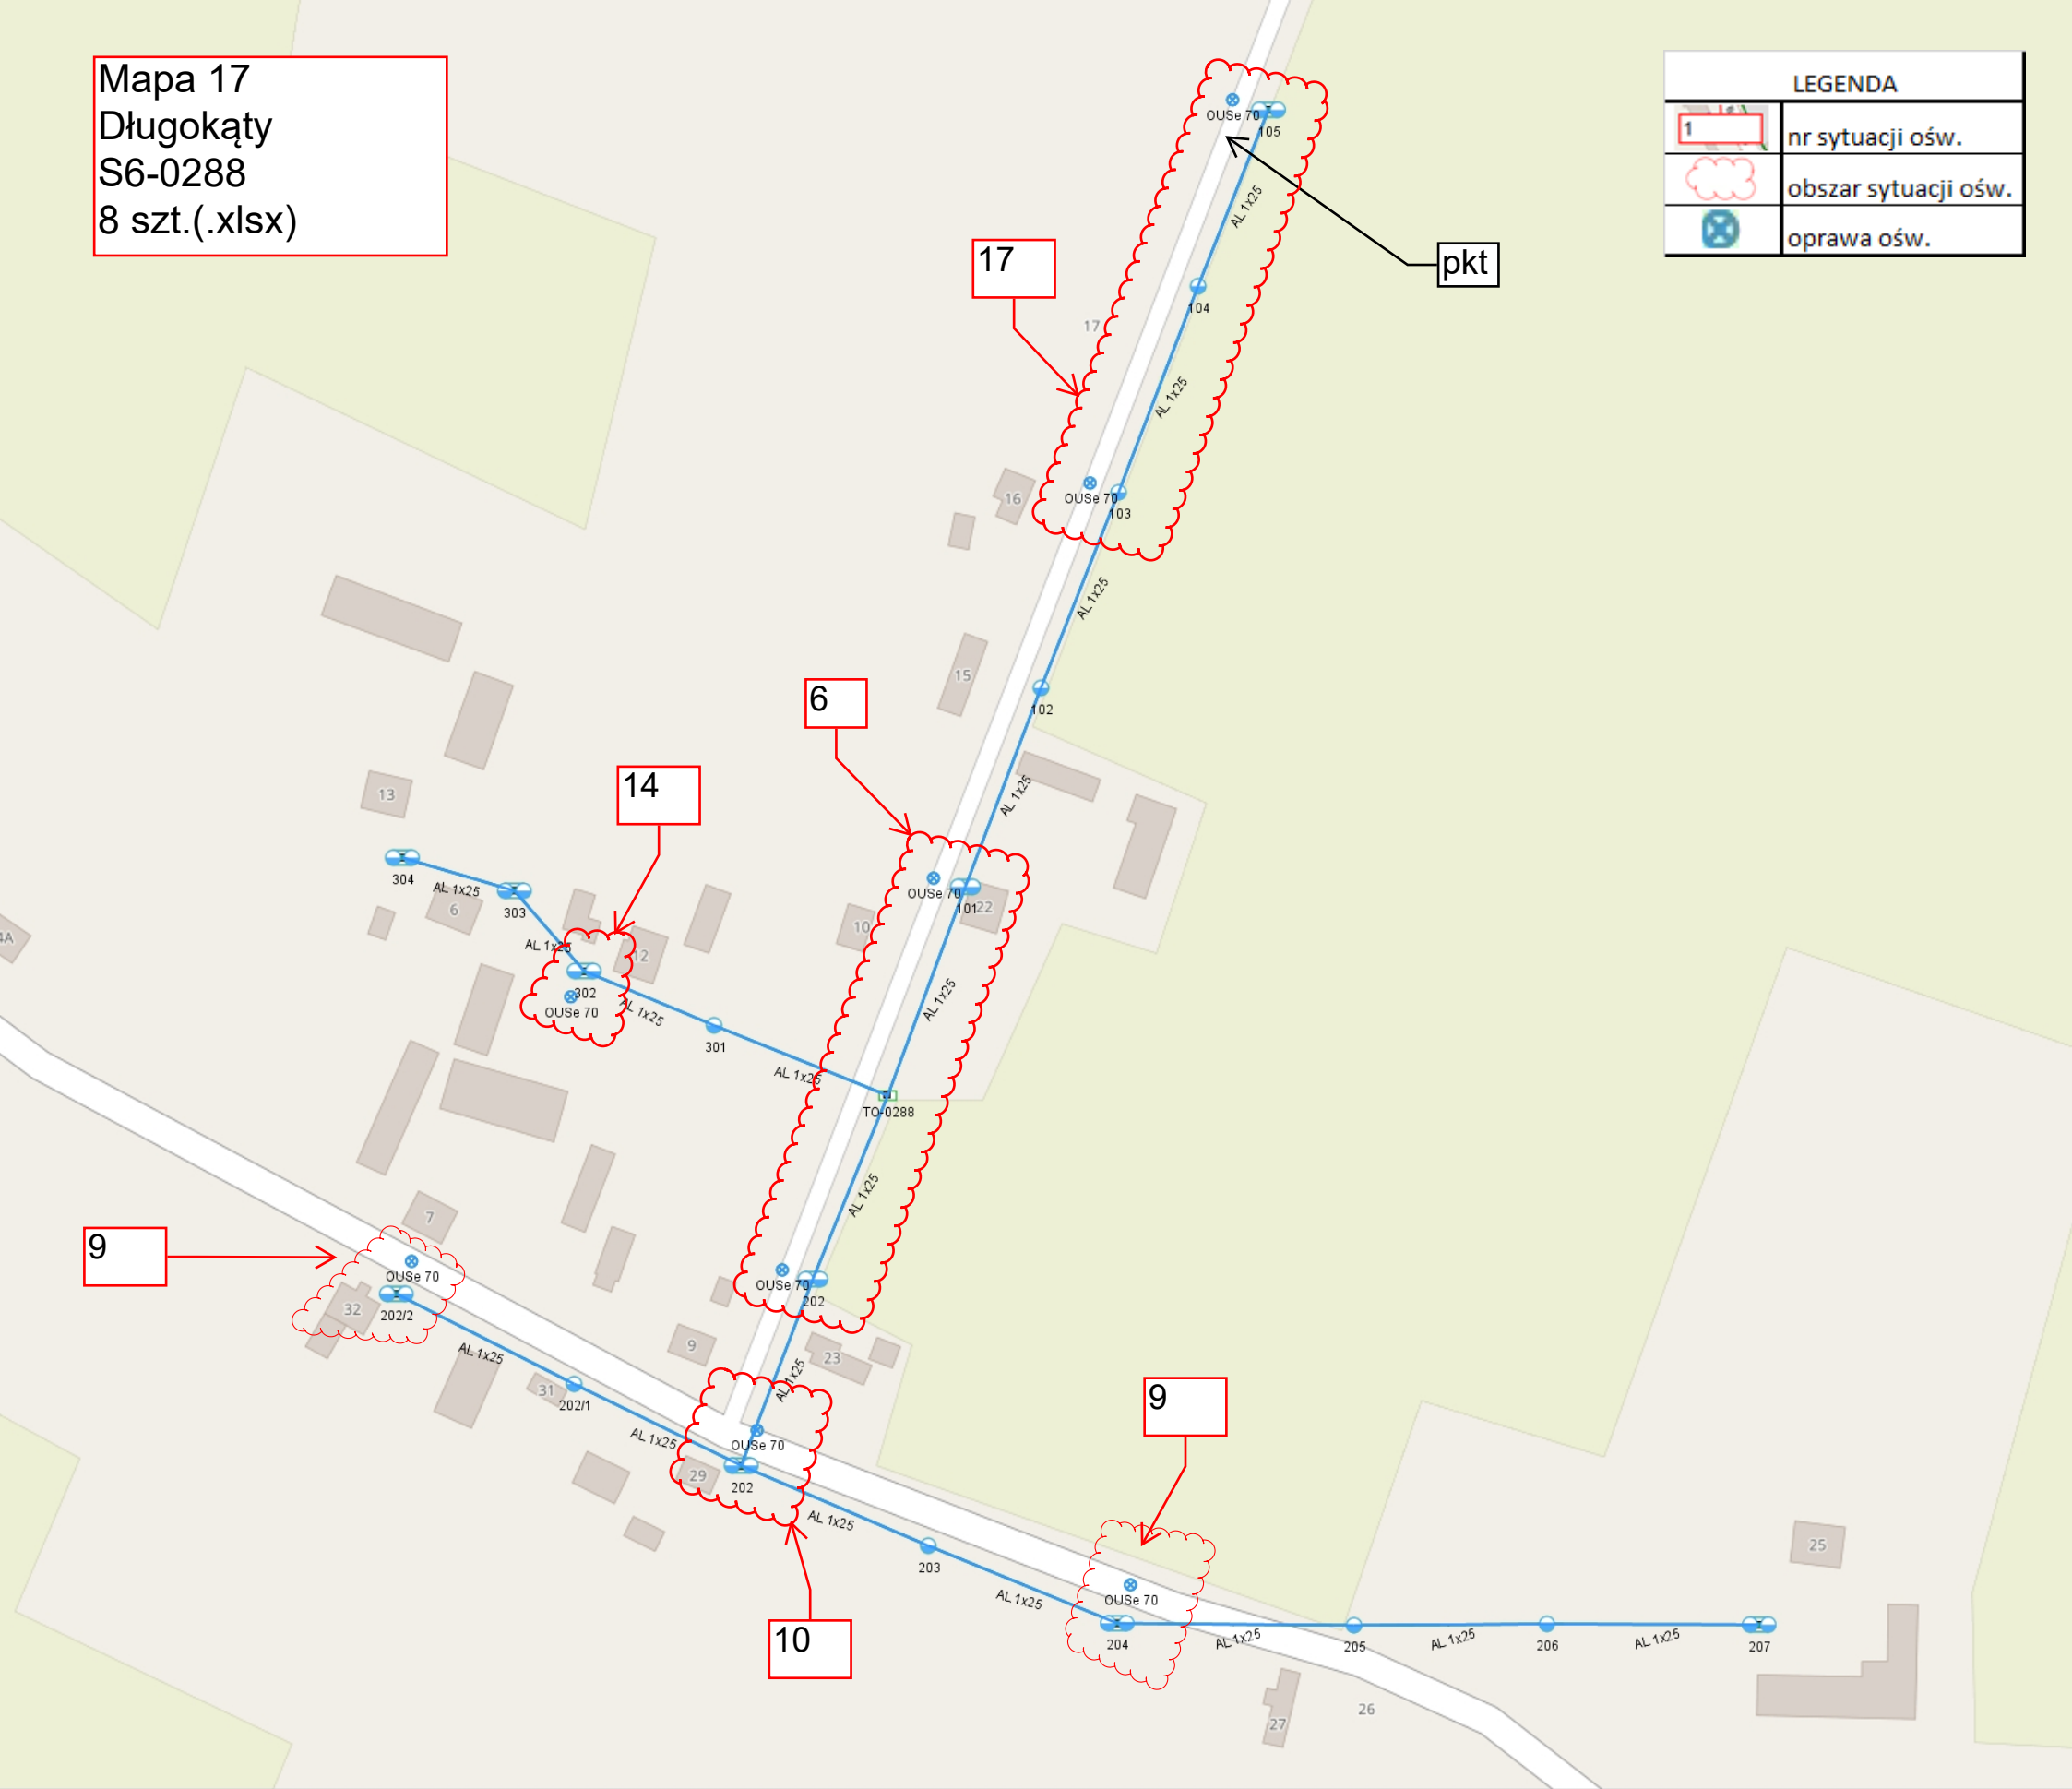 Mapa 17
Długokąty
S6-0288
8 szt.(.xlsx)
LEGENDA
1
nr sytuacji ośw.
obszar sytuacji ośw.
oprawa ośw.
OUSe 70
105
AL 1x25
pkt
17
104
17
AL 1x25
16
OUSe 70
103
AL 1x25
15
6
102
AL 1x25
14
13
304
AL 1x25
303
6
OUSe 70
101
22
10
4A
AL 1x25
12
302
OUSe 70
AL 1x25
301
AL 1x25
AL 1x25
TO-0288
AL 1x25
7
9
OUSe 70
32
202/2
AL 1x25
OUSe 70
202
9
23
AL 1x25
31
202/1
AL 1x25
OUSe 70
29
202
AL 1x25
9
10
203
AL 1x25
OUSe 70
204
AL 1x25
205
AL 1x25
206
AL 1x25
207
25
26
27